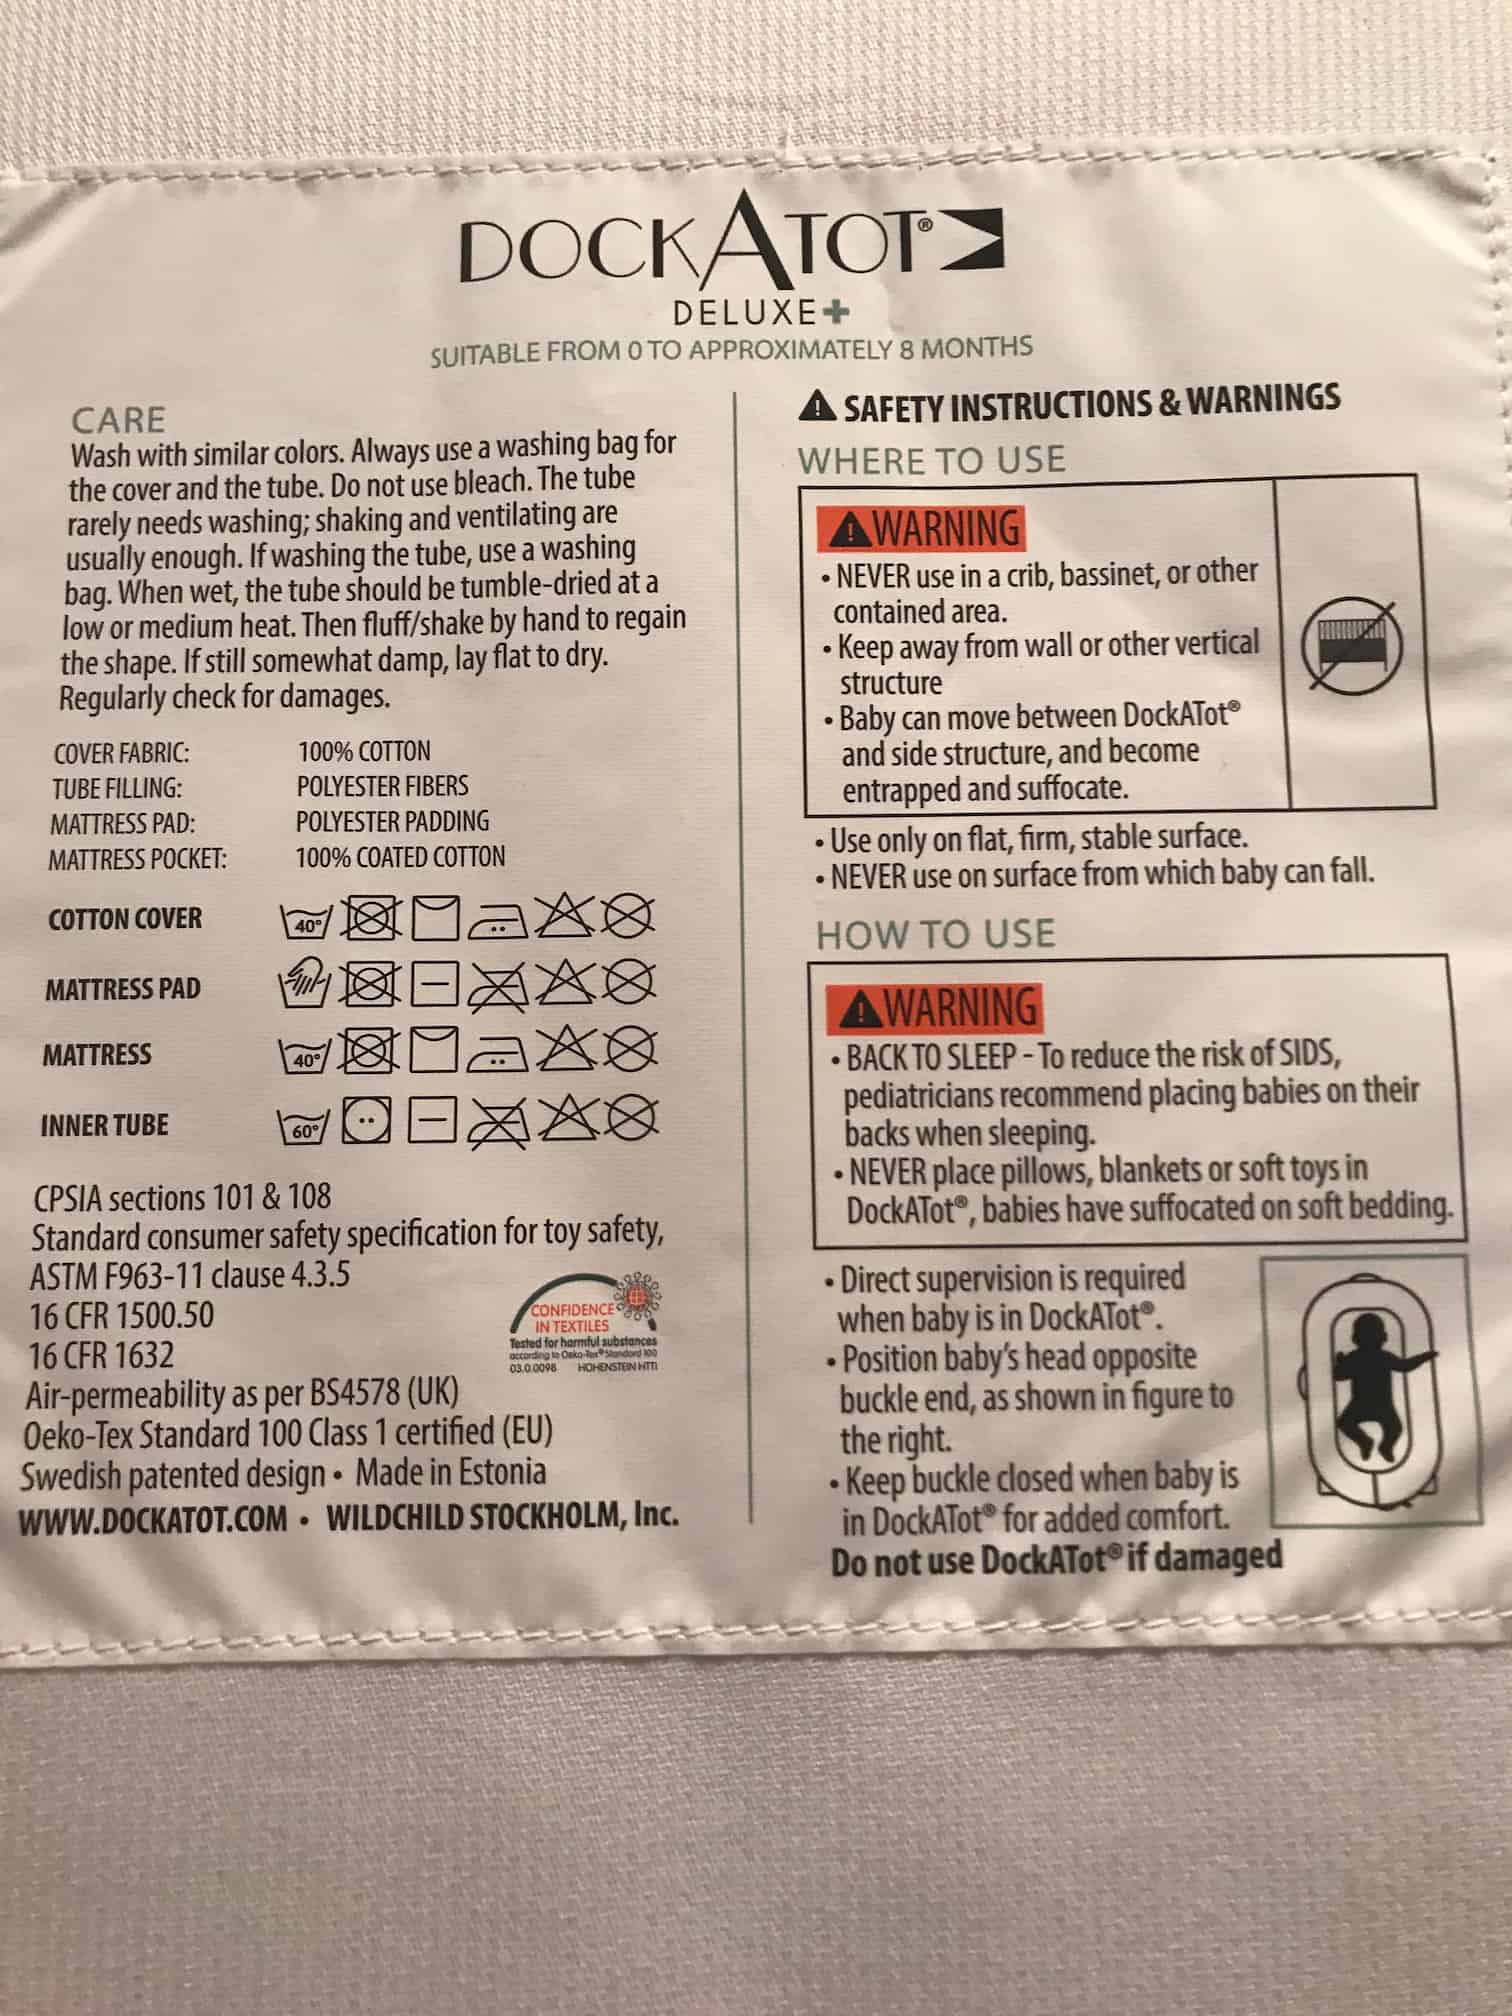 DOCKATOT®
DELUXE+
SUITABLE FROM 0 TO APPROXIMATELY 8 MONTHS
CARE
Wash with similar colors. Always use a washing bag for
the cover and the tube. Do not use bleach. The tube
rarely needs washing; shaking and ventilating are
usually enough. If washing the tube, use a washing
bag. When wet, the tube should be tumble-dried at a
low or medium heat. Then fluff/shake by hand to regain
the shape. If still somewhat damp, lay flat to dry.
Regularly check for damages.
COVER FABRIC: 100% COTTON
TUBE FILLING: POLYESTER FIBERS
MATTRESS PAD: POLYESTER PADDING
MATTRESS POCKET: 100% COATED COTTON
COTTON COVER 40°
MATTRESS PAD
MATTRESS 40°
INNER TUBE 60°
CPSIA sections 101 & 108
Standard consumer safety specification for toy safety,
ASTM F963-11 clause 4.3.5
16 CFR 1500.50
16 CFR 1632
Air-permeability as per BS4578 (UK)
Oeko-Tex Standard 100 Class 1 certified (EU)
Swedish patented design • Made in Estonia
WWW.DOCKATOT.COM • WILDCHILD STOCKHOLM, Inc.
CONFIDENCE
IN TEXTILES
Tested for harmful substances
according to Oeko-Tex® Standard 100
03.0.0098 HOHENSTEIN HTTI
SAFETY INSTRUCTIONS & WARNINGS
WHERE TO USE
WARNING
• NEVER use in a crib, bassinet, or other
contained area.
• Keep away from wall or other vertical
structure
• Baby can move between DockATot®
and side structure, and become
entrapped and suffocate.
• Use only on flat, firm, stable surface.
• NEVER use on surface from which baby can fall.
HOW TO USE
WARNING
• BACK TO SLEEP - To reduce the risk of SIDS,
pediatricians recommend placing babies on their
backs when sleeping.
• NEVER place pillows, blankets or soft toys in
DockATot®, babies have suffocated on soft bedding.
• Direct supervision is required
when baby is in DockATot®.
• Position baby's head opposite
buckle end, as shown in figure to
the right.
• Keep buckle closed when baby is
in DockATot® for added comfort.
Do not use DockATot® if damaged